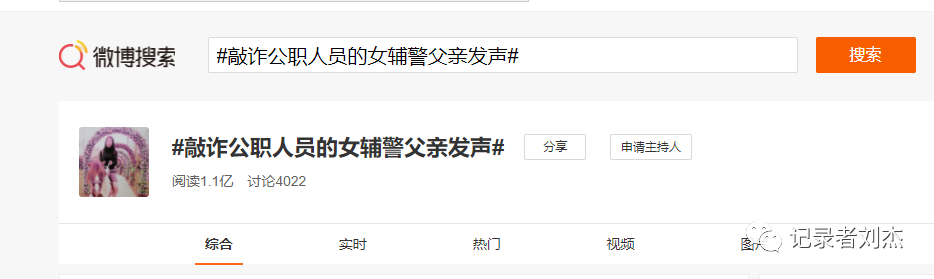 微博搜索 #敲诈公职人员的女辅警父亲发声# 搜索
#敲诈公职人员的女辅警父亲发声# 分享 申请主持人
阅读1.1亿 讨论4022
综合 实时 热门 视频
记录者刘杰